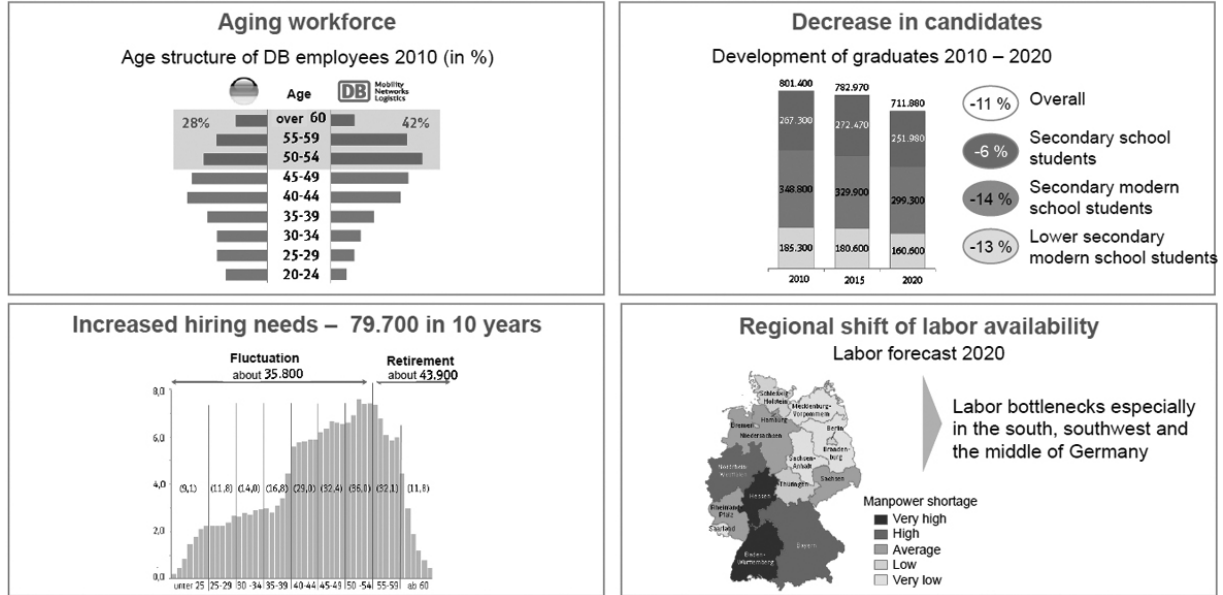 Aging workforce
Age structure of DB employees 2010 (in %)
Age
DB Mobility
Networks
Logistics
28%
over 60
42%
55-59
50-54
45-49
40-44
35-39
30-34
25-29
20-24
Decrease in candidates
Development of graduates 2010 – 2020
801.400
782.970
711.880
267.300
272.470
251.980
348.800
329.900
299.300
185.300
180.600
160.600
2010
2015
2020
-11 % Overall
-6 % Secondary school
students
-14 % Secondary modern
school students
-13 % Lower secondary
modern school students
Increased hiring needs – 79.700 in 10 years
Fluctuation
about 35.800
Retirement
about 43.900
8,0
6,0
4,0
2,0
0,0
(9,1) (11,8) (14,0) (16,8) (29,0) (32,4) (36,0) (32,1) (11,8)
unter 25 25-29 30 -34 35-39 40-44 45-49 50 -54 55-59 ab 60
Regional shift of labor availability
Labor forecast 2020
Schleswig
Holstein
Mecklenburg-
Vorpommern
Hamburg
Bremen
Niedersachsen
Berlin
Branden-
burg
Sachsen-
Anhalt
Nordrhein
Westfalen
Thüringen
Sachsen
Hessen
Rheinland
Pfalz
Saarland
Bayern
Baden-
Württemberg
Labor bottlenecks especially
in the south, southwest and
the middle of Germany
Manpower shortage
Very high
High
Average
Low
Very low